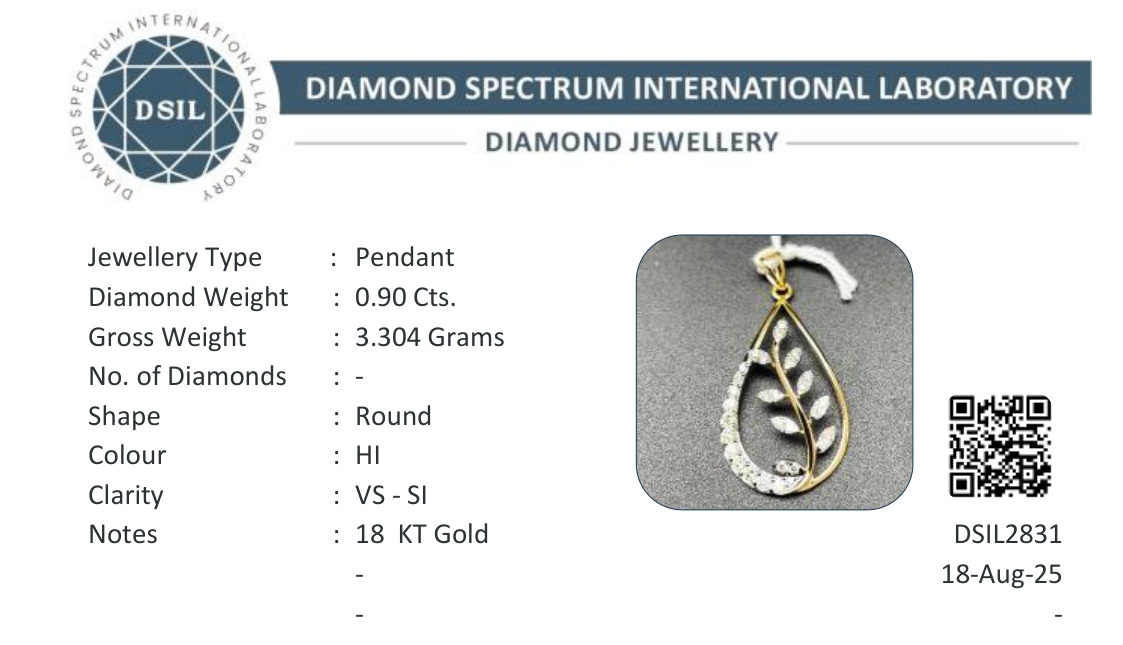 DIAMOND SPECTRUM INTERNATIONAL LABORATORY
DSIL
DIAMOND SPECTRUM INTERNATIONAL LABORATORY
DIAMOND JEWELLERY
Jewellery Type : Pendant
Diamond Weight : 0.90 Cts.
Gross Weight : 3.304 Grams
No. of Diamonds : -
Shape : Round
Colour : HI
Clarity : VS - SI
Notes : 18 KT Gold
-
-
DSIL2831
18-Aug-25
-